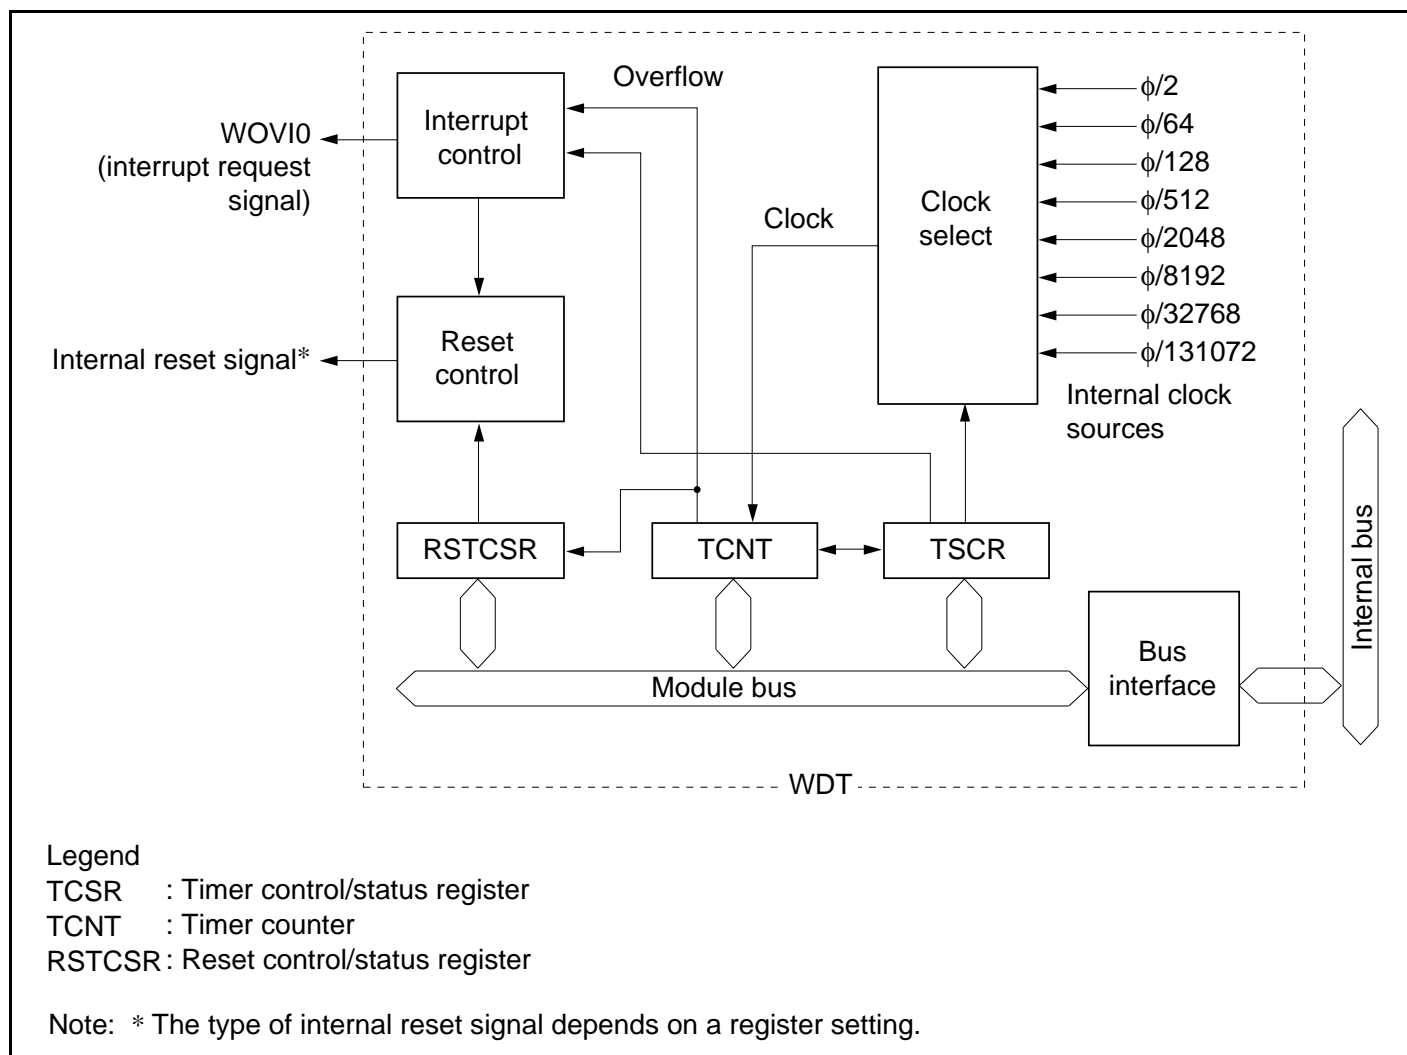 Overflow
Interrupt
control
WOVI0
(interrupt request
signal)
Clock
Clock
select
ϕ/2
ϕ/64
ϕ/128
ϕ/512
ϕ/2048
ϕ/8192
ϕ/32768
ϕ/131072
Internal clock
sources
Reset
control
Internal reset signal*
RSTCSR
TCNT
TSCR
Bus
interface
Module bus
Internal bus
WDT
Legend
TCSR : Timer control/status register
TCNT : Timer counter
RSTCSR : Reset control/status register
Note: * The type of internal reset signal depends on a register setting.